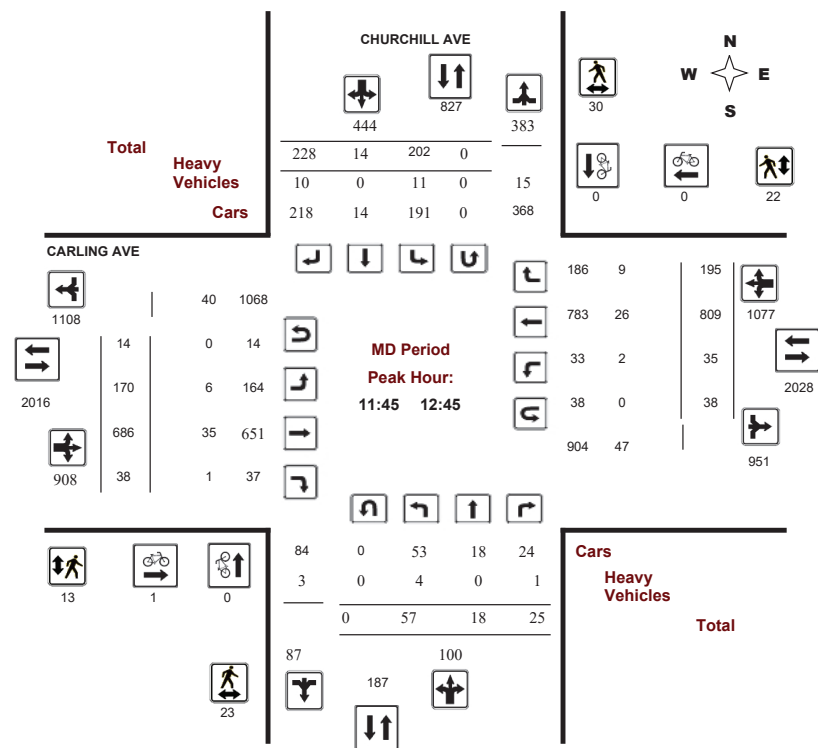 CHURCHILL AVE
N
W E
S
827
30
444 383
Total
228 14 202 0
Heavy
Vehicles
10 0 11 0 15
Cars
218 14 191 0 368
0 0 22
CARLING AVE
186 9 195
1108
40 1068
783 26 809 1077
14 0 14
MD Period
33 2 35
Peak Hour:
170 6 164
2016
11:45 12:45
38 0 38
2028
686 35 651
904 47
951
908
38 1 37
84 0 53 18 24
Cars
3 0 4 0 1
Heavy
Vehicles
13 1 0
0 57 18 25
Total
87 100
187
23